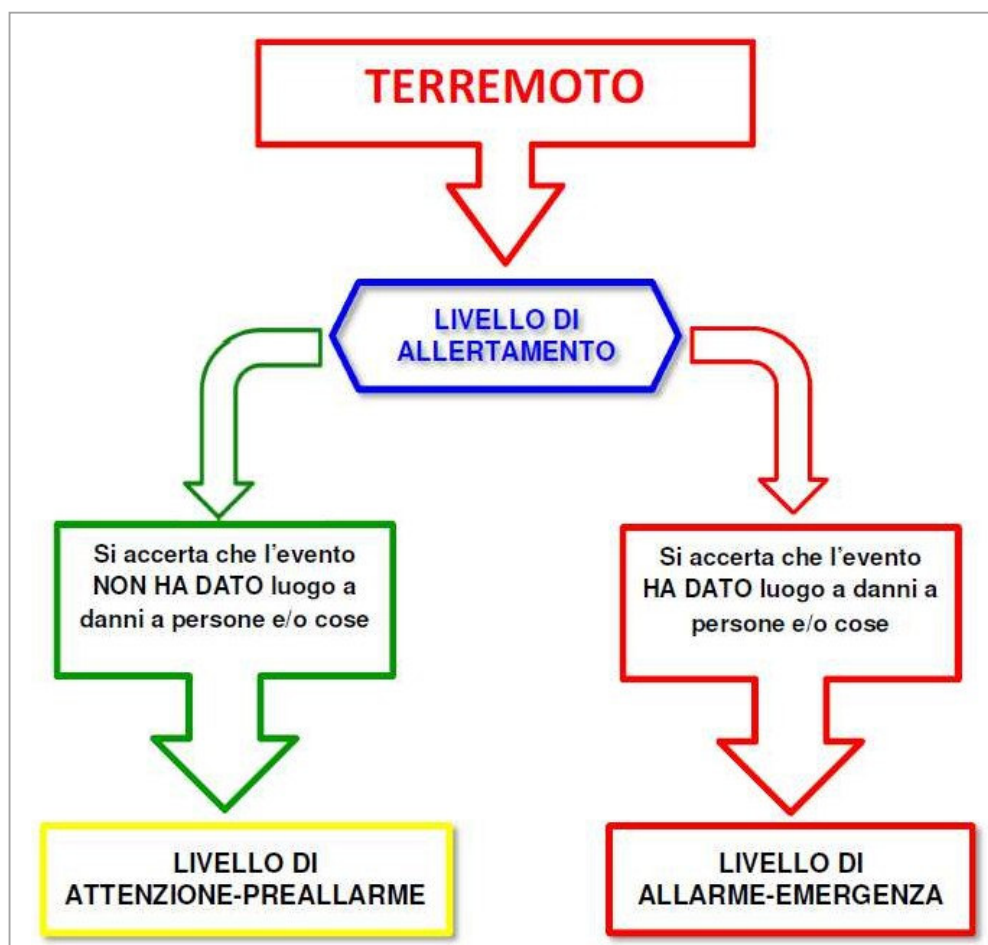 TERREMOTO
LIVELLO DI
ALLERTAMENTO
Si accerta che l'evento
NON HA DATO luogo a
danni a persone e/o cose
Si accerta che l'evento
HA DATO luogo a danni a
persone e/o cose
LIVELLO DI
ATTENZIONE-PREALLARME
LIVELLO DI
ALLARME-EMERGENZA